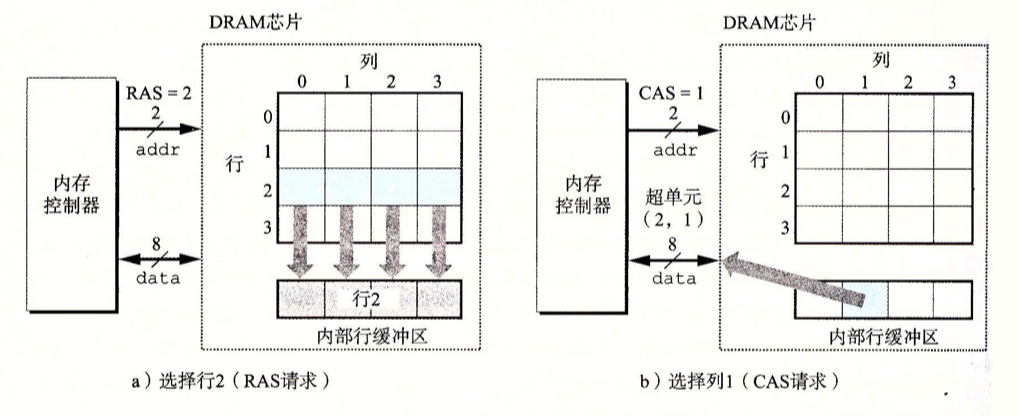 DRAM芯片
列
0 1 2 3
RAS = 2
2
addr
行
0
1
2
3
内存
控制器
8
data
行2
内部行缓冲区
a）选择行2（RAS请求）
DRAM芯片
列
0 1 2 3
CAS = 1
2
addr
行
0
1
2
3
内存
控制器
超单元
（2，1）
8
data
内部行缓冲区
b）选择列1（CAS请求）